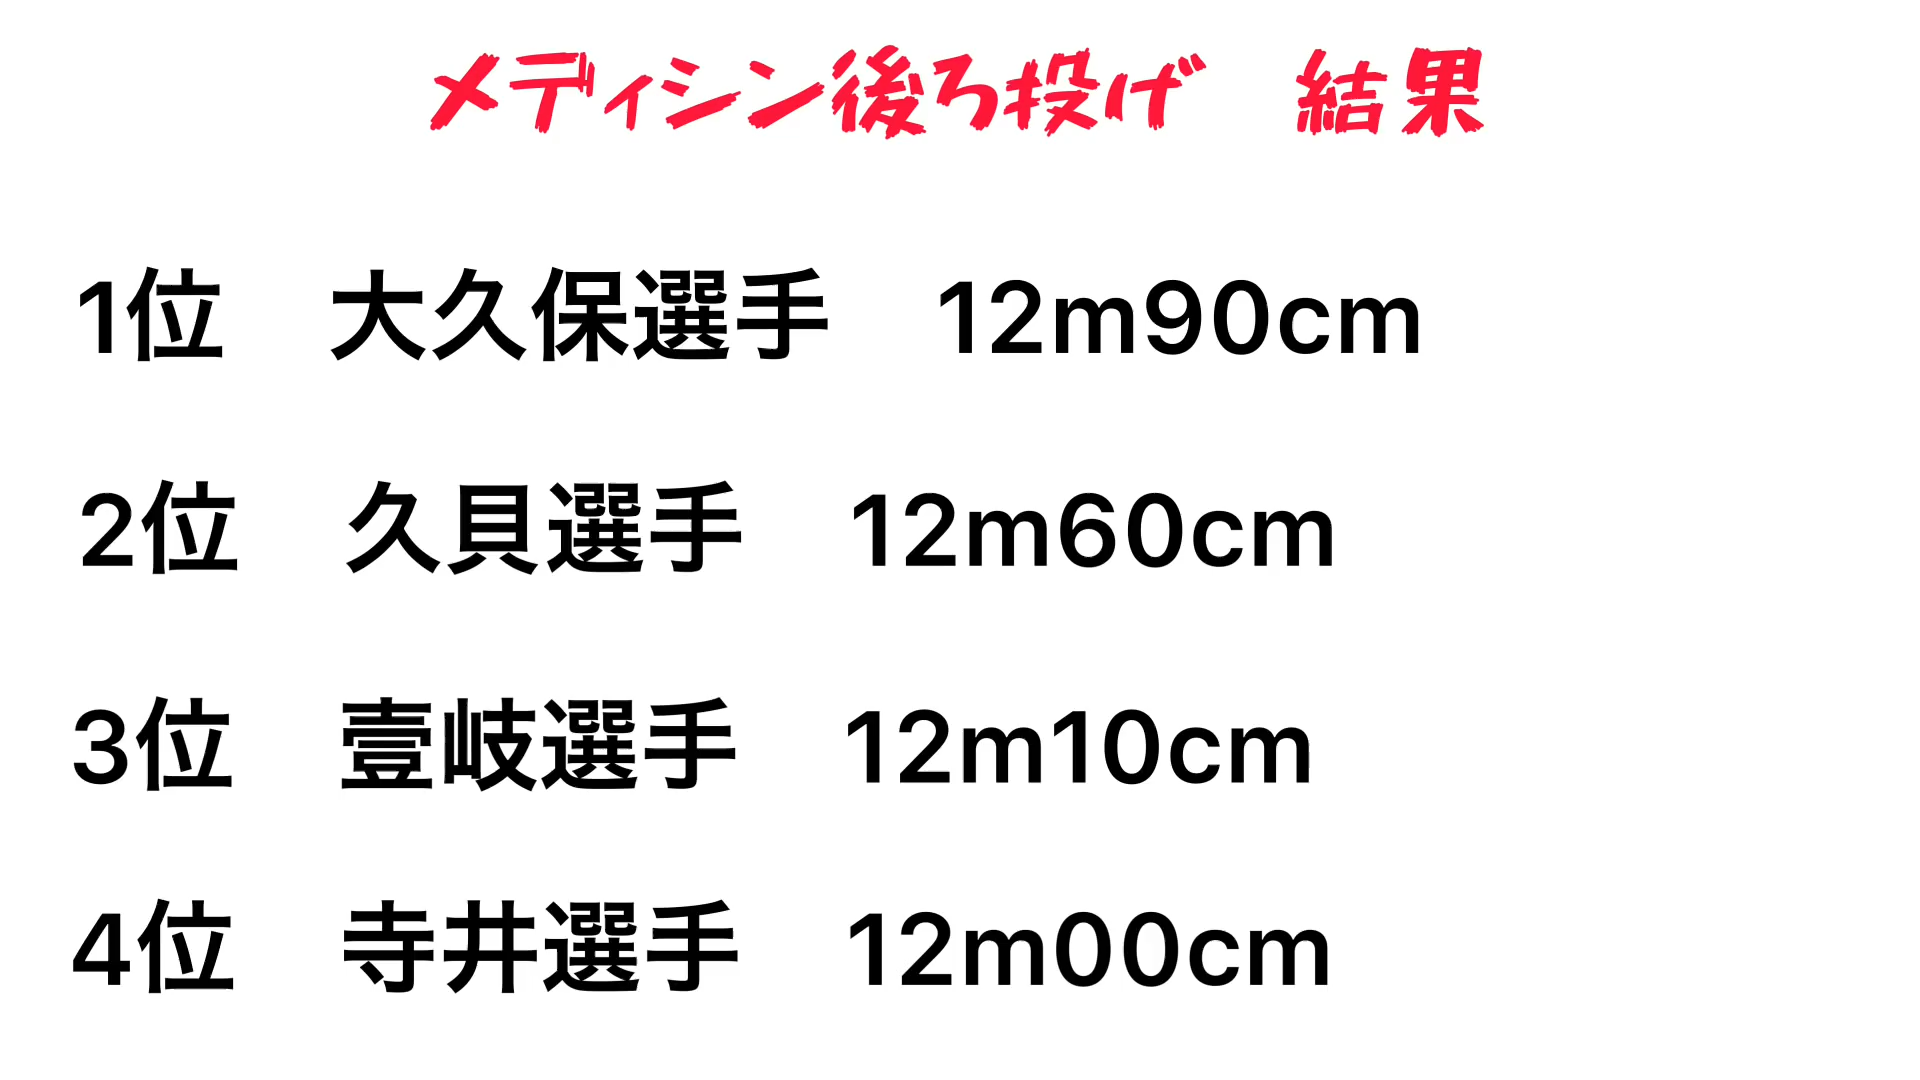 メディシン後ろ投げ　結果
1位　大久保選手　12m90cm
2位　久貝選手　12m60cm
3位　壹岐選手　12m10cm
4位　寺井選手　12m00cm